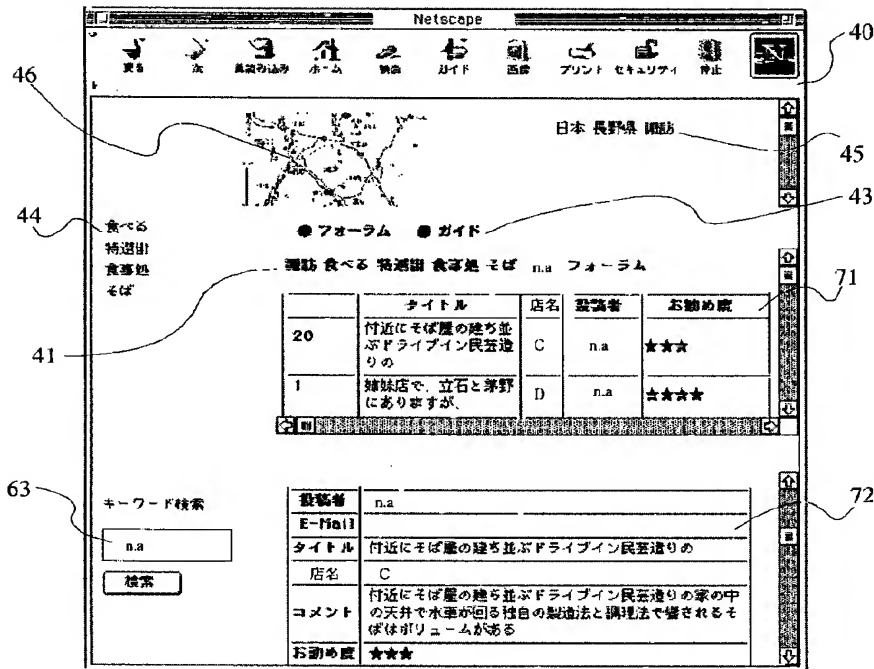 Netscape
戻る 次 再読み込み ホーム 検索 ガイド 画像 プリント セキュリティ 停止
40
46
日本 長野県 諏訪
45
43
44
食べる
特選街
食事処
そば
フォーラム ガイド
諏訪 食べる 特選街 食事処 そば n.a フォーラム
71
41
タイトル 店名 投稿者 お勧め度
20 付近にそば屋の建ち並ぶドライブイン民芸造りの C n.a ★★★
1 姉妹店で、立石と茅野にありますが、 D n.a ★★★★
63
キーワード検索
n.a
検索
72
投稿者 n.a
E-Mail
タイトル 付近にそば屋の建ち並ぶドライブイン民芸造りの
店名 C
コメント 付近にそば屋の建ち並ぶドライブイン民芸造りの家の中
の天井で水車が回る独自の製造法と調理法で饗されるそ
ばはボリュームがある
お勧め度 ★★★